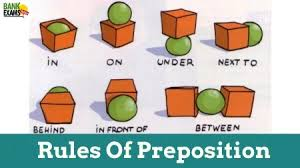 BANK
EXAMS
IN
ON
UNDER
NEXT TO
BEHIND
IN FRONT OF
BETWEEN
Rules Of Preposition